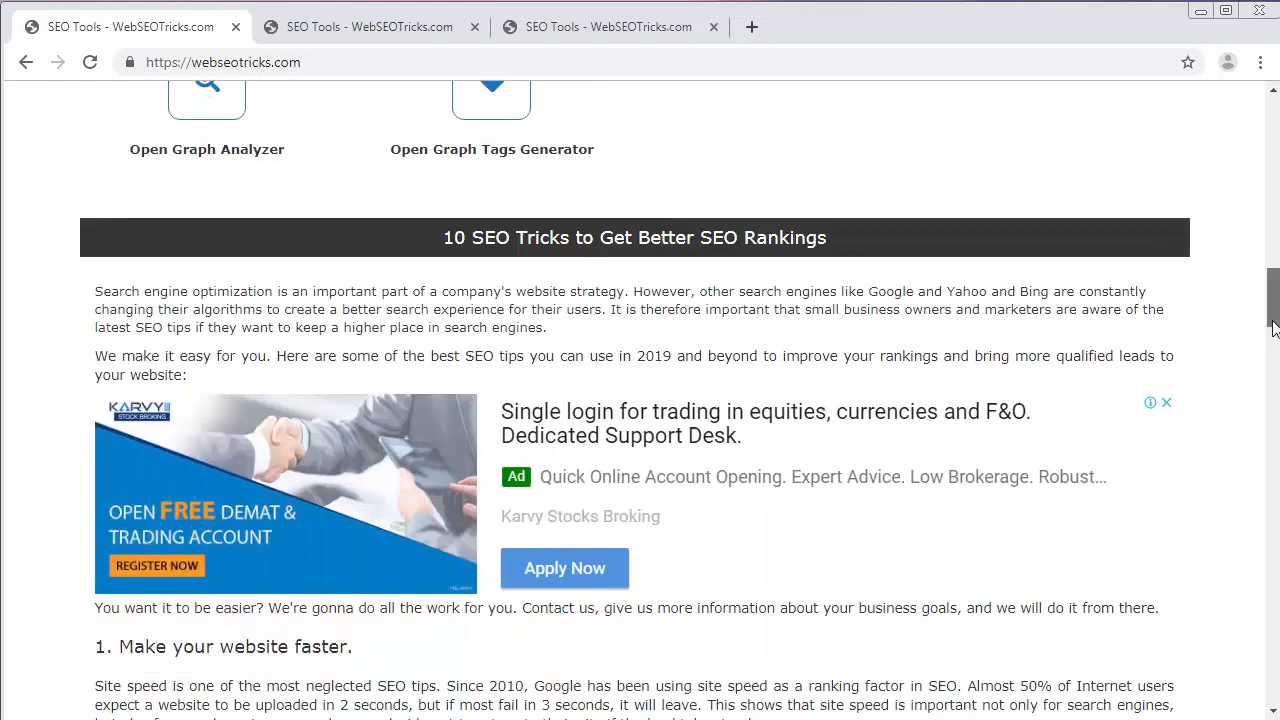 SEO Tools - WebSEOTricks.com
SEO Tools - WebSEOTricks.com
SEO Tools - WebSEOTricks.com
https://webseotricks.com
Open Graph Analyzer
Open Graph Tags Generator
10 SEO Tricks to Get Better SEO Rankings
Search engine optimization is an important part of a company's website strategy. However, other search engines like Google and Yahoo and Bing are constantly
changing their algorithms to create a better search experience for their users. It is therefore important that small business owners and marketers are aware of the
latest SEO tips if they want to keep a higher place in search engines.
We make it easy for you. Here are some of the best SEO tips you can use in 2019 and beyond to improve your rankings and bring more qualified leads to
your website:
KARVY
STOCK BROKING
OPEN FREE DEMAT &
TRADING ACCOUNT
REGISTER NOW
Single login for trading in equities, currencies and F&O.
Dedicated Support Desk.
Ad Quick Online Account Opening. Expert Advice. Low Brokerage. Robust...
Karvy Stocks Broking
Apply Now
You want it to be easier? We're gonna do all the work for you. Contact us, give us more information about your business goals, and we will do it from there.
1. Make your website faster.
Site speed is one of the most neglected SEO tips. Since 2010, Google has been using site speed as a ranking factor in SEO. Almost 50% of Internet users
expect a website to be uploaded in 2 seconds, but if most fail in 3 seconds, it will leave. This shows that site speed is important not only for search engines,